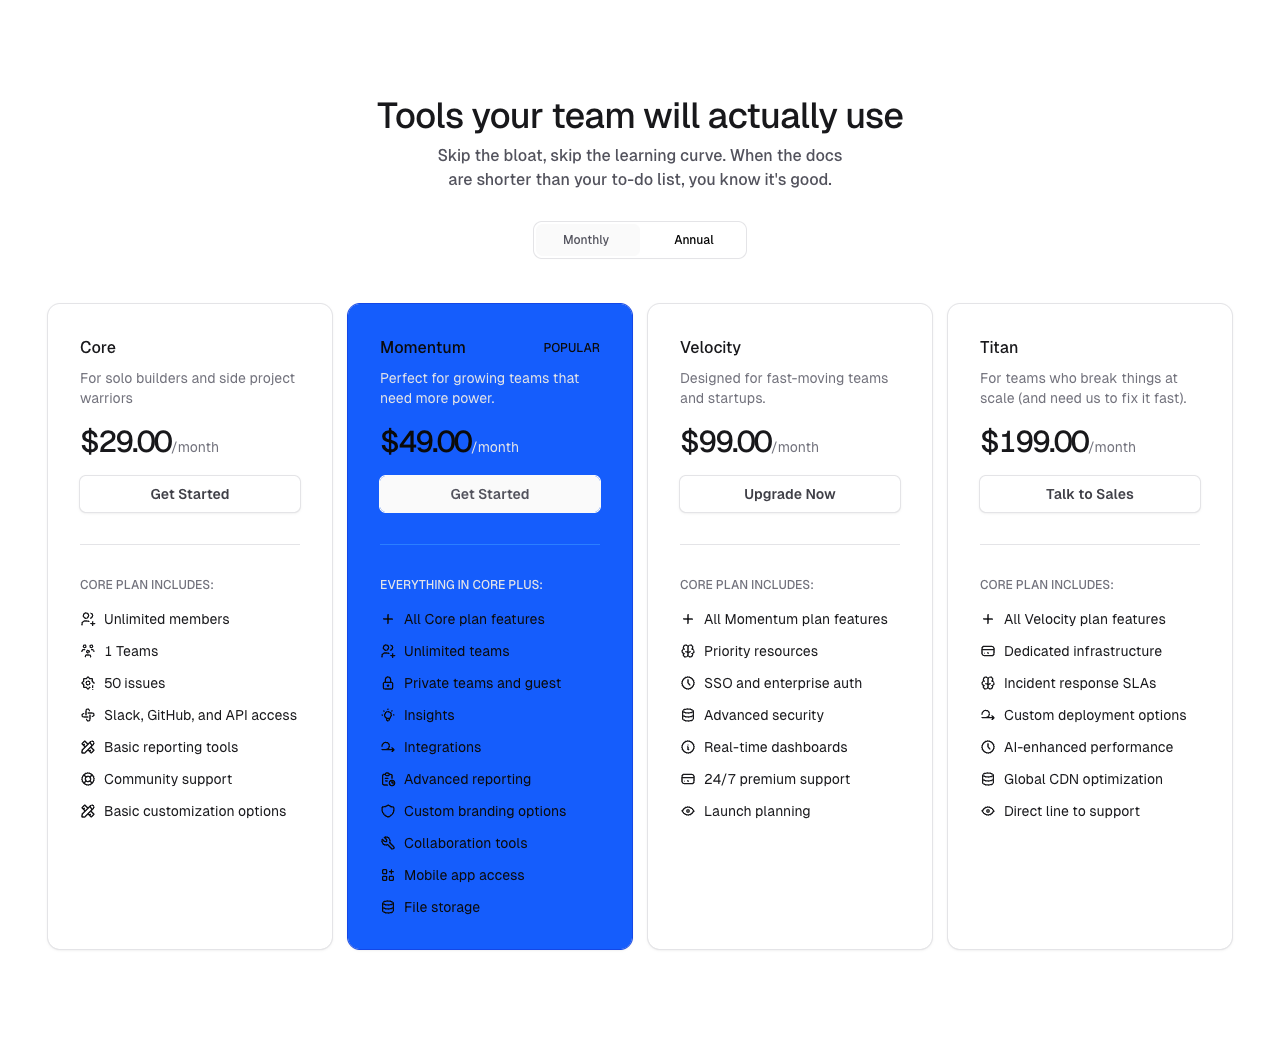 Tools your team will actually use
Skip the bloat, skip the learning curve. When the docs
are shorter than your to-do list, you know it's good.
Monthly
Annual
Core
For solo builders and side project
warriors
$29.00/month
Get Started
CORE PLAN INCLUDES:
Unlimited members
1 Teams
50 issues
Slack, GitHub, and API access
Basic reporting tools
Community support
Basic customization options
Momentum
POPULAR
Perfect for growing teams that
need more power.
$49.00/month
Get Started
EVERYTHING IN CORE PLUS:
All Core plan features
Unlimited teams
Private teams and guest
Insights
Integrations
Advanced reporting
Custom branding options
Collaboration tools
Mobile app access
File storage
Velocity
Designed for fast-moving teams
and startups.
$99.00/month
Upgrade Now
CORE PLAN INCLUDES:
All Momentum plan features
Priority resources
SSO and enterprise auth
Advanced security
Real-time dashboards
24/7 premium support
Launch planning
Titan
For teams who break things at
scale (and need us to fix it fast).
$199.00/month
Talk to Sales
CORE PLAN INCLUDES:
All Velocity plan features
Dedicated infrastructure
Incident response SLAs
Custom deployment options
AI-enhanced performance
Global CDN optimization
Direct line to support